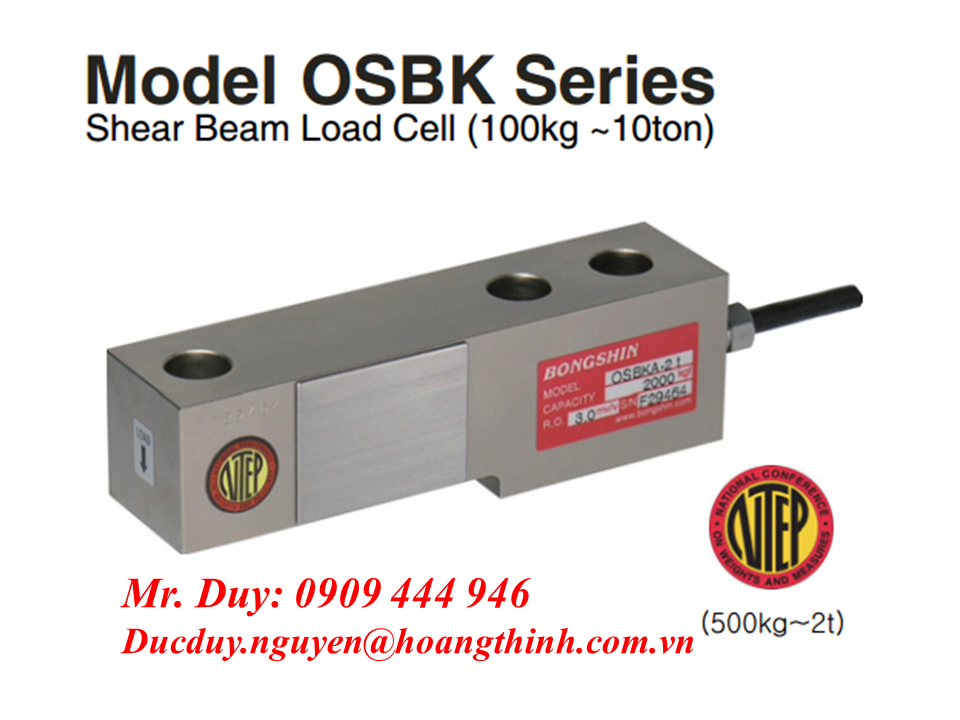 Model OSBK Series
Shear Beam Load Cell (100kg ~10ton)
BONGSHIN
MODEL OSBKA-2t
CAPACITY 2000 kgf
R.O. 3.0 mv/v S/N F29464
www.bongshin.com
LOAD
NTEP
NATIONAL CONFERENCE
NTEP
ON WEIGHTS AND MEASURES
(500kg~2t)
Mr. Duy: 0909 444 946
Ducduy.nguyen@hoangthinh.com.vn